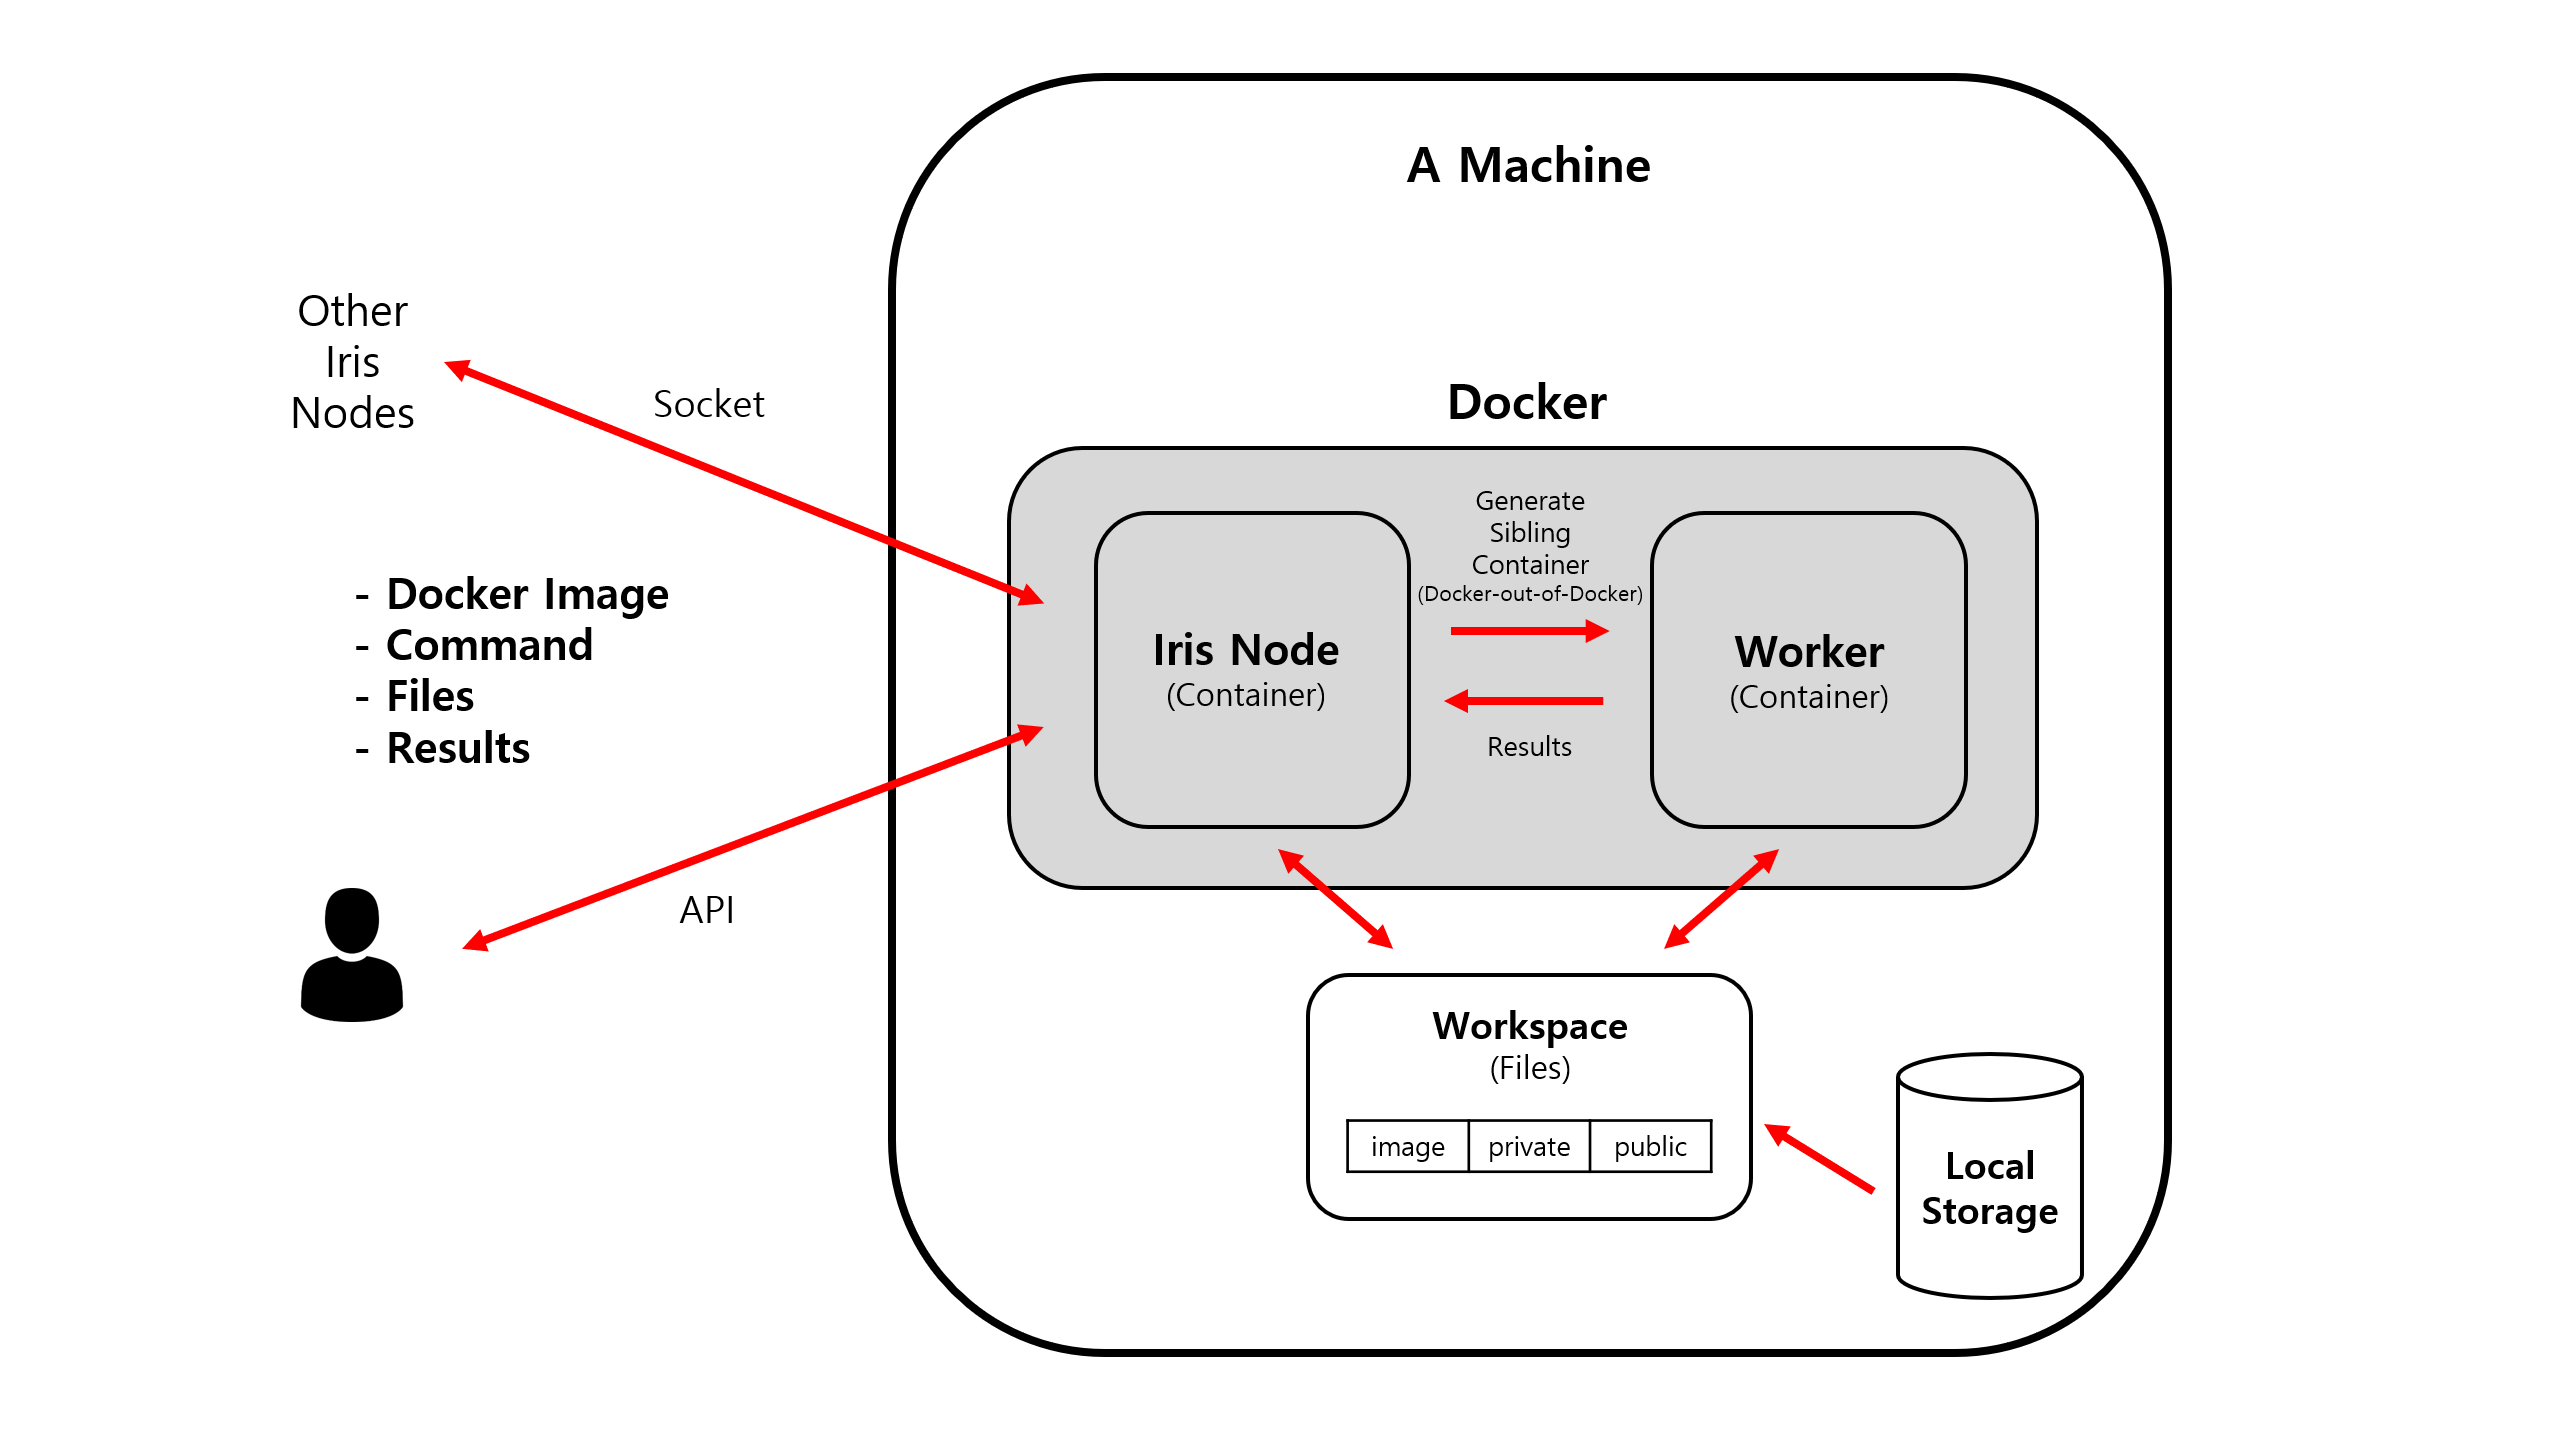 A Machine
Other
Iris
Nodes
Socket
Docker
- Docker Image
- Command
- Files
- Results
Generate
Sibling
Container
(Docker-out-of-Docker)
Iris Node
(Container)
Worker
(Container)
Results
API
Workspace
(Files)
image private public
Local
Storage